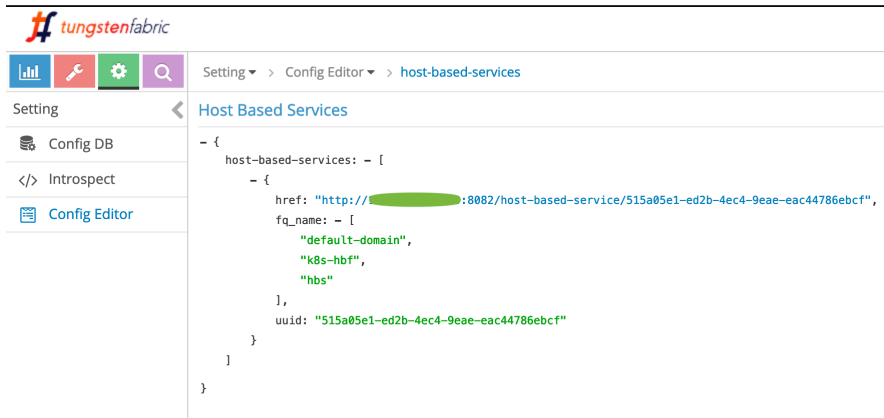 tungstenfabric
Setting > Config Editor > host-based-services
Setting
Host Based Services
Config DB
Introspect
Config Editor
− {
host-based-services: − [
− {
href: "http:// :8082/host-based-service/515a05e1-ed2b-4ec4-9eae-eac44786ebcf",
fq_name: − [
"default-domain",
"k8s-hbf",
"hbs"
],
uuid: "515a05e1-ed2b-4ec4-9eae-eac44786ebcf"
}
]
}